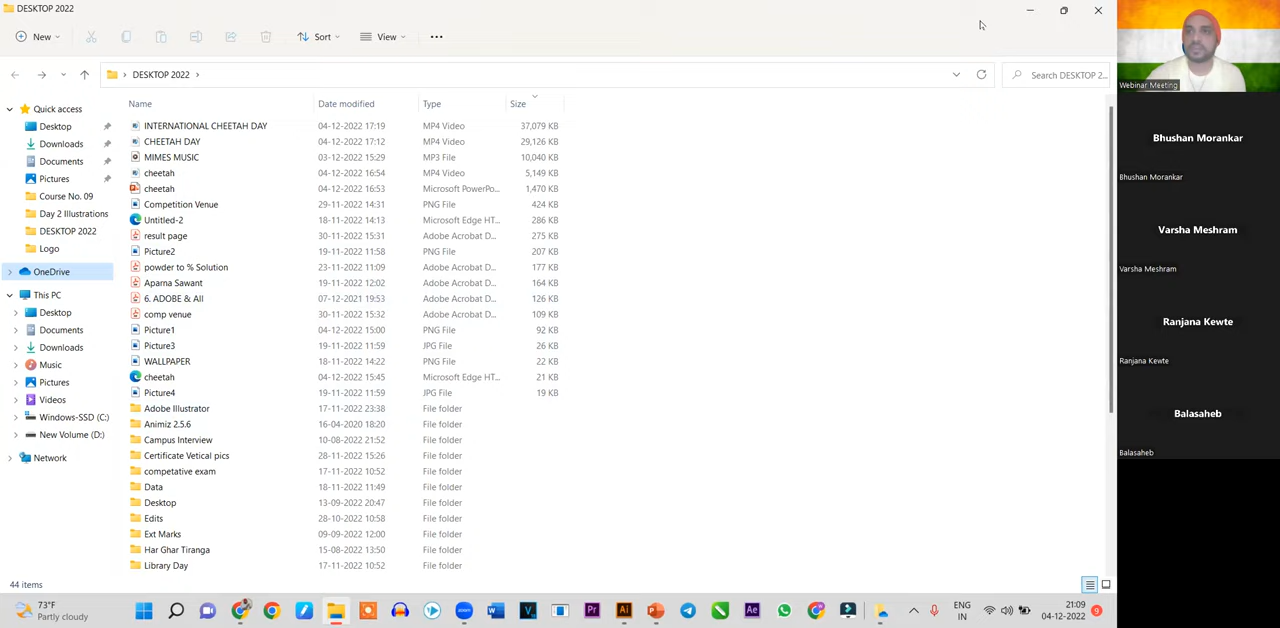 DESKTOP 2022
New
Sort
View
DESKTOP 2022
Search DESKTOP 2...
Name Date modified Type Size
INTERNATIONAL CHEETAH DAY 04-12-2022 17:19 MP4 Video 37,079 KB
CHEETAH DAY 04-12-2022 17:12 MP4 Video 29,126 KB
MIMES MUSIC 03-12-2022 15:29 MP3 File 10,040 KB
cheetah 04-12-2022 16:54 MP4 Video 5,149 KB
cheetah 04-12-2022 16:53 Microsoft PowerPo... 1,470 KB
Competition Venue 29-11-2022 14:31 PNG File 424 KB
Untitled-2 18-11-2022 14:13 Microsoft Edge HT... 286 KB
result page 30-11-2022 15:31 Adobe Acrobat D... 275 KB
Picture2 19-11-2022 11:58 PNG File 207 KB
powder to % Solution 23-11-2022 11:09 Adobe Acrobat D... 177 KB
Aparna Sawant 19-11-2022 12:02 Adobe Acrobat D... 164 KB
6. ADOBE & AII 07-12-2021 19:53 Adobe Acrobat D... 126 KB
comp venue 30-11-2022 15:32 Adobe Acrobat D... 109 KB
Picture1 04-12-2022 15:00 PNG File 92 KB
Picture3 19-11-2022 11:59 JPG File 26 KB
WALLPAPER 18-11-2022 14:22 PNG File 22 KB
cheetah 04-12-2022 15:45 Microsoft Edge HT... 21 KB
Picture4 19-11-2022 11:59 JPG File 19 KB
Adobe Illustrator 17-11-2022 23:38 File folder
Animiz 2.5.6 16-04-2020 18:20 File folder
Campus Interview 10-08-2022 21:52 File folder
Certificate Vetical pics 28-11-2022 15:26 File folder
competative exam 17-11-2022 10:52 File folder
Data 18-11-2022 11:49 File folder
Desktop 13-09-2022 20:47 File folder
Edits 28-10-2022 10:58 File folder
Ext Marks 09-09-2022 12:00 File folder
Har Ghar Tiranga 15-08-2022 13:50 File folder
Library Day 17-11-2022 10:52 File folder
Quick access
Desktop
Downloads
Documents
Pictures
Course No. 09
Day 2 Illustrations
DESKTOP 2022
Logo
OneDrive
This PC
Desktop
Documents
Downloads
Music
Pictures
Videos
Windows-SSD (C:)
New Volume (D:)
Network
44 items
73°F
Partly cloudy
W
V
Pr
Ai
P
Ae
ENG
IN
21:09
04-12-2022
9
Webinar Meeting
Bhushan Morankar
Bhushan Morankar
Varsha Meshram
Varsha Meshram
Ranjana Kewte
Ranjana Kewte
Balasaheb
Balasaheb